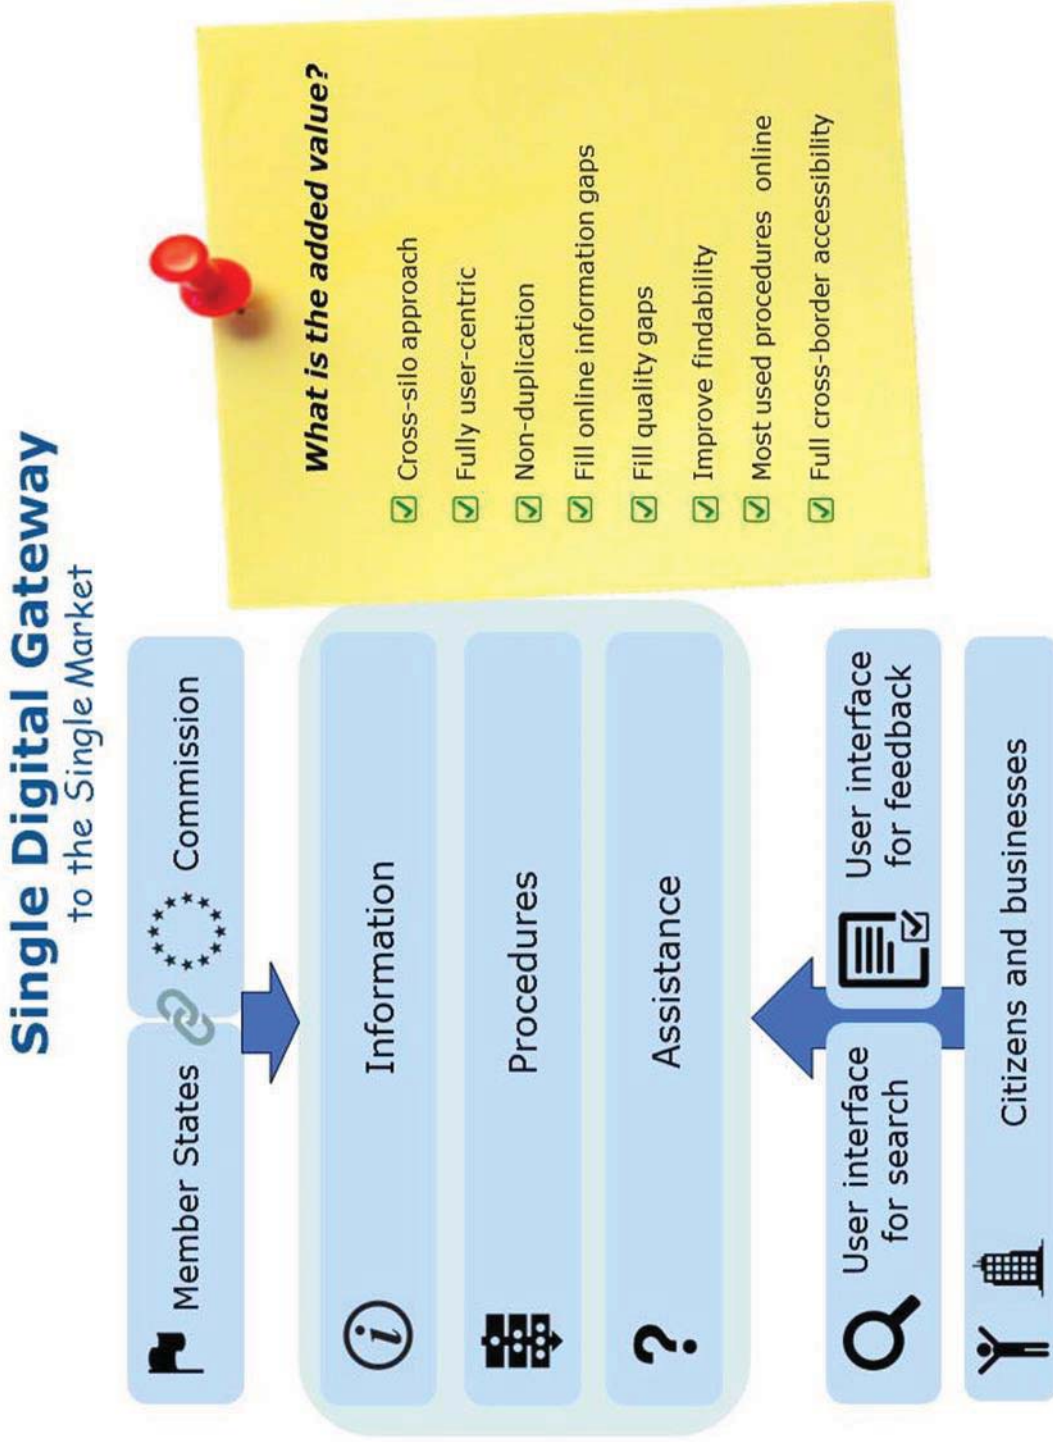 Single Digital Gateway
to the Single Market
Member States
Commission
Information
Procedures
Assistance
User interface
for search
User interface
for feedback
Citizens and businesses
What is the added value?
Cross-silo approach
Fully user-centric
Non-duplication
Fill online information gaps
Fill quality gaps
Improve findability
Most used procedures online
Full cross-border accessibility